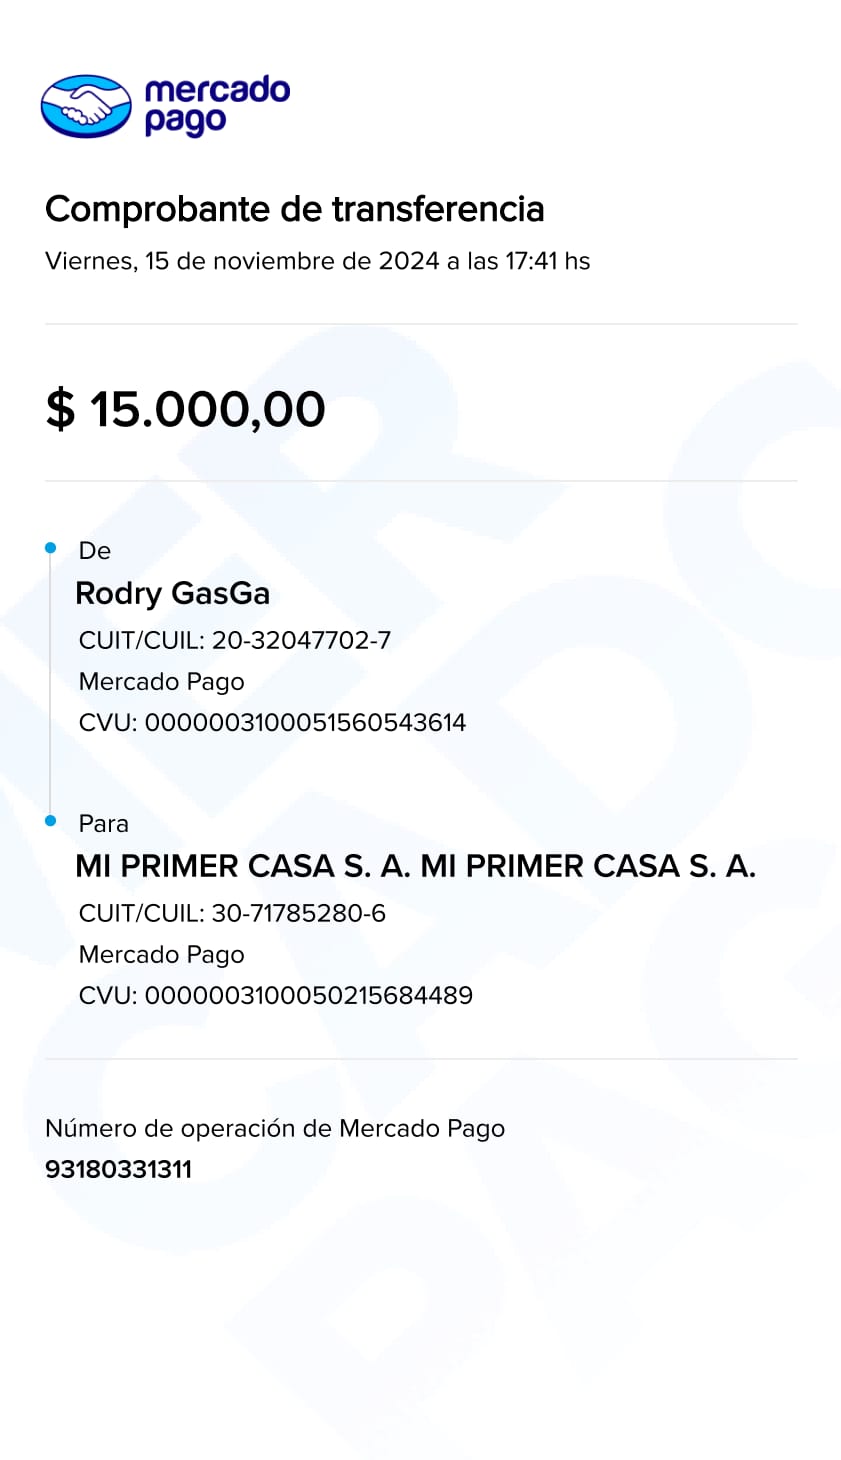 mercado
pago
Comprobante de transferencia
Viernes, 15 de noviembre de 2024 a las 17:41 hs
$ 15.000,00
De
Rodry GasGa
CUIT/CUIL: 20-32047702-7
Mercado Pago
CVU: 0000003100051560543614
Para
MI PRIMER CASA S. A. MI PRIMER CASA S. A.
CUIT/CUIL: 30-71785280-6
Mercado Pago
CVU: 0000003100050215684489
Número de operación de Mercado Pago
93180331311